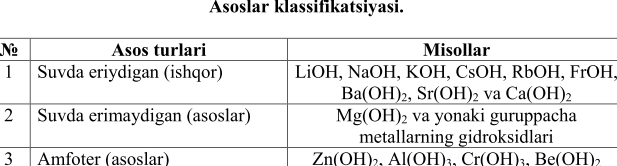 Asoslar klassifikatsiyasi.
№ Asos turlari Misollar
1 Suvda eriydigan (ishqor) LiOH, NaOH, KOH, CsOH, RbOH, FrOH,
Ba(OH)₂, Sr(OH)₂ va Ca(OH)₂
2 Suvda erimaydigan (asoslar) Mg(OH)₂ va yonaki guruppacha
metallarning gidroksidlari
3 Amfoter (asoslar) Zn(OH)₂, Al(OH)₃, Cr(OH)₃, Be(OH)₂